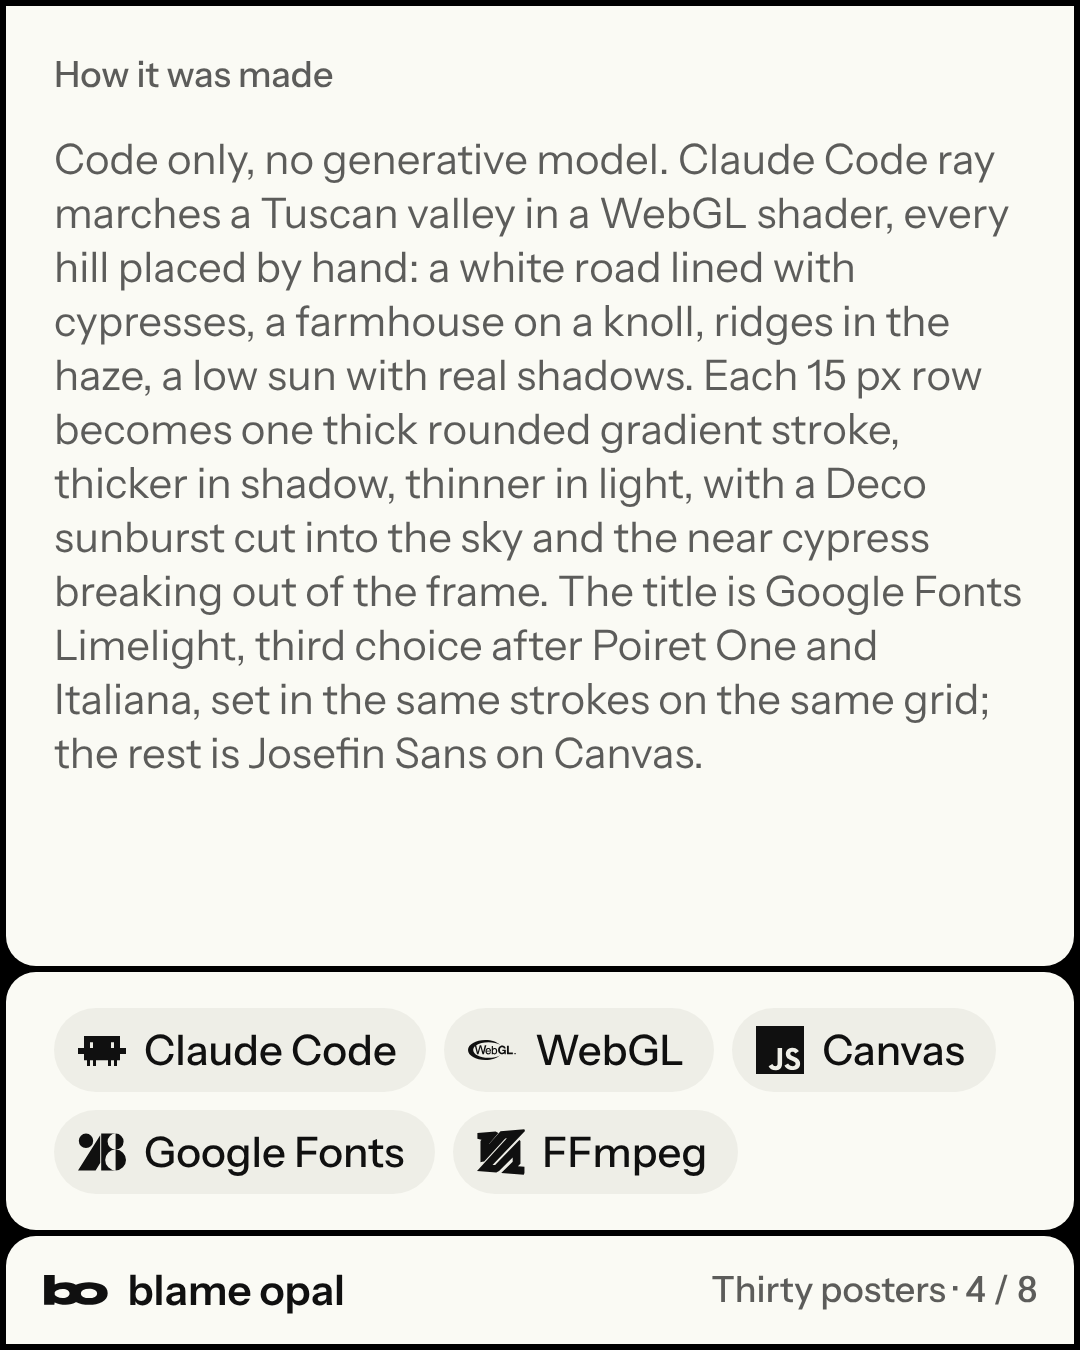 How it was made
Code only, no generative model. Claude Code ray
marches a Tuscan valley in a WebGL shader, every
hill placed by hand: a white road lined with
cypresses, a farmhouse on a knoll, ridges in the
haze, a low sun with real shadows. Each 15 px row
becomes one thick rounded gradient stroke,
thicker in shadow, thinner in light, with a Deco
sunburst cut into the sky and the near cypress
breaking out of the frame. The title is Google Fonts
Limelight, third choice after Poiret One and
Italiana, set in the same strokes on the same grid;
the rest is Josefin Sans on Canvas.
Claude Code
WebGL. WebGL
JS Canvas
Google Fonts
FFmpeg
bo blame opal
Thirty posters · 4 / 8